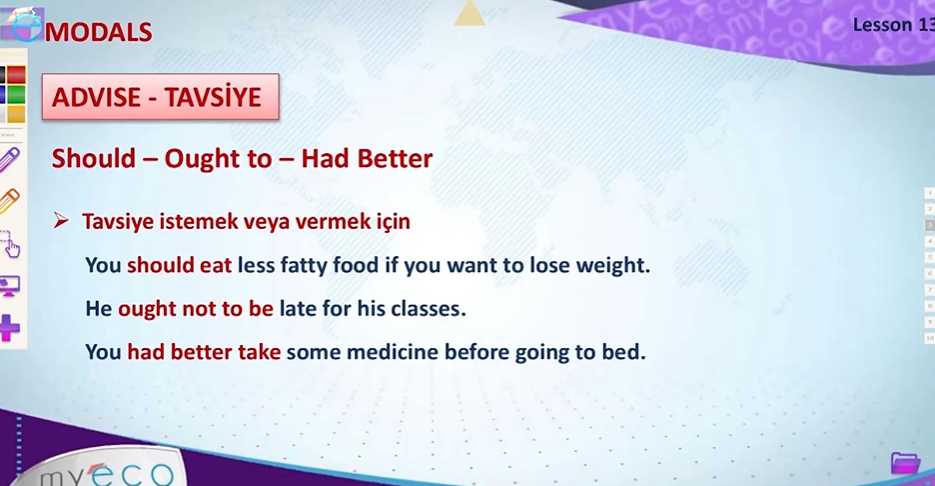 MODALS
Lesson 13
ADVISE - TAVSİYE
Should – Ought to – Had Better
Tavsiye istemek veya vermek için
You should eat less fatty food if you want to lose weight.
He ought not to be late for his classes.
You had better take some medicine before going to bed.
myeco